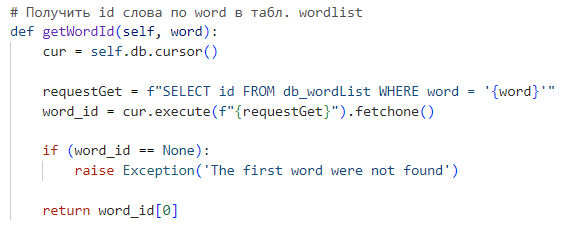 # Получить id слова по word в табл. wordlist
def getWordId(self, word):
    cur = self.db.cursor()

    requestGet = f"SELECT id FROM db_wordList WHERE word = '{word}'"
    word_id = cur.execute(f"{requestGet}").fetchone()

    if (word_id == None):
        raise Exception('The first word were not found')

    return word_id[0]